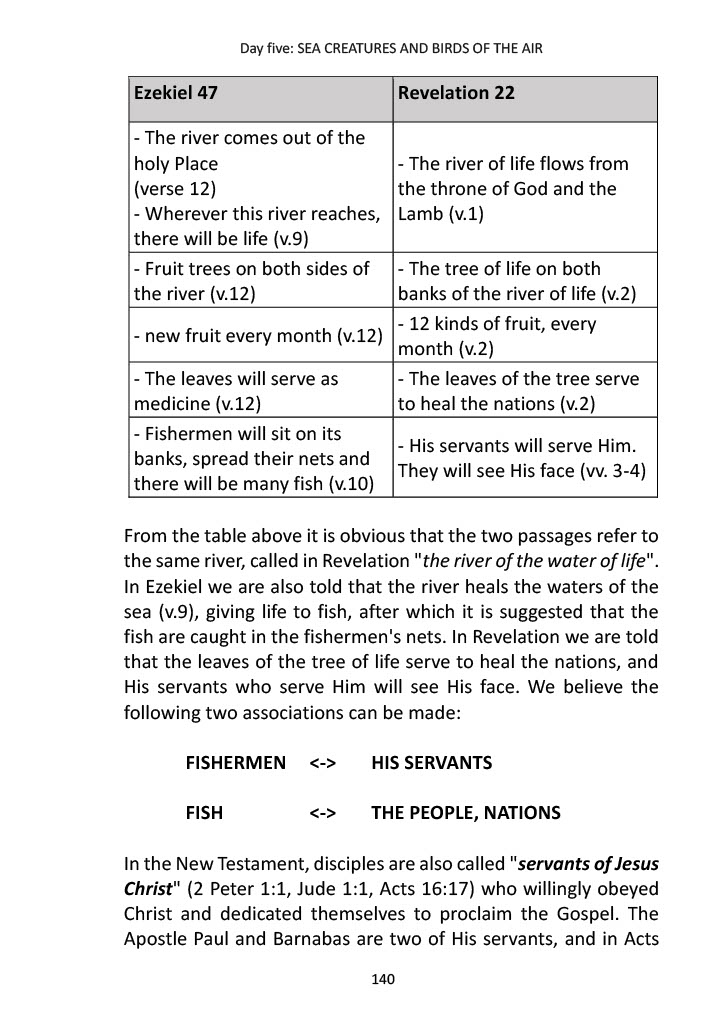 Day five: SEA CREATURES AND BIRDS OF THE AIR
Ezekiel 47
Revelation 22
- The river comes out of the
holy Place
(verse 12)
- Wherever this river reaches,
there will be life (v.9)
- The river of life flows from
the throne of God and the
Lamb (v.1)
- Fruit trees on both sides of
the river (v.12)
- The tree of life on both
banks of the river of life (v.2)
- new fruit every month (v.12)
- 12 kinds of fruit, every
month (v.2)
- The leaves will serve as
medicine (v.12)
- The leaves of the tree serve
to heal the nations (v.2)
- Fishermen will sit on its
banks, spread their nets and
there will be many fish (v.10)
- His servants will serve Him.
They will see His face (vv. 3-4)
From the table above it is obvious that the two passages refer to
the same river, called in Revelation "the river of the water of life".
In Ezekiel we are also told that the river heals the waters of the
sea (v.9), giving life to fish, after which it is suggested that the
fish are caught in the fishermen's nets. In Revelation we are told
that the leaves of the tree of life serve to heal the nations, and
His servants who serve Him will see His face. We believe the
following two associations can be made:
FISHERMEN <-> HIS SERVANTS
FISH <-> THE PEOPLE, NATIONS
In the New Testament, disciples are also called "servants of Jesus
Christ" (2 Peter 1:1, Jude 1:1, Acts 16:17) who willingly obeyed
Christ and dedicated themselves to proclaim the Gospel. The
Apostle Paul and Barnabas are two of His servants, and in Acts
140